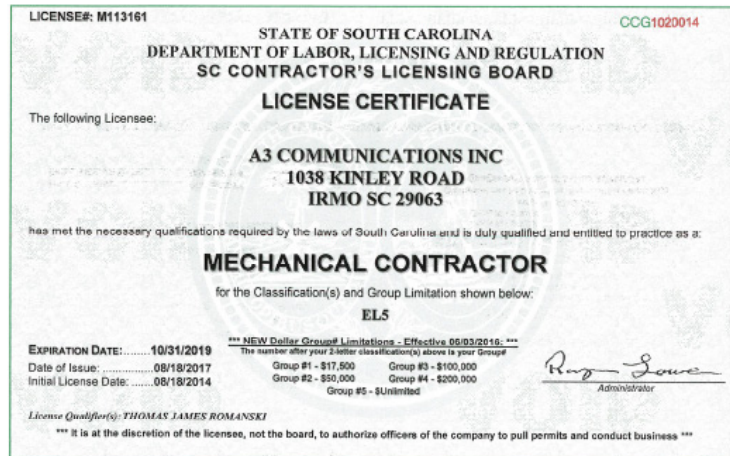 LICENSE#: M113161
CCG1020014
STATE OF SOUTH CAROLINA
DEPARTMENT OF LABOR, LICENSING AND REGULATION
SC CONTRACTOR'S LICENSING BOARD
LICENSE CERTIFICATE
The following Licensee:
A3 COMMUNICATIONS INC
1038 KINLEY ROAD
IRMO SC 29063
has met the necessary qualifications required by the laws of South Carolina and is duly qualified and entitled to practice as a:
MECHANICAL CONTRACTOR
for the Classification(s) and Group Limitation shown below:
EL5
*** NEW Dollar Group# Limitations - Effective 06/03/2016: ***
The number after your 2-letter classification(s) above is your Group#
Group #1 - $17,500 Group #3 - $100,000
Group #2 - $50,000 Group #4 - $200,000
Group #5 - $Unlimited
EXPIRATION DATE:........10/31/2019
Date of Issue: ................08/18/2017
Initial License Date: ......08/18/2014
Administrator
License Qualifier(s): THOMAS JAMES ROMANSKI
*** It is at the discretion of the licensee, not the board, to authorize officers of the company to pull permits and conduct business ***